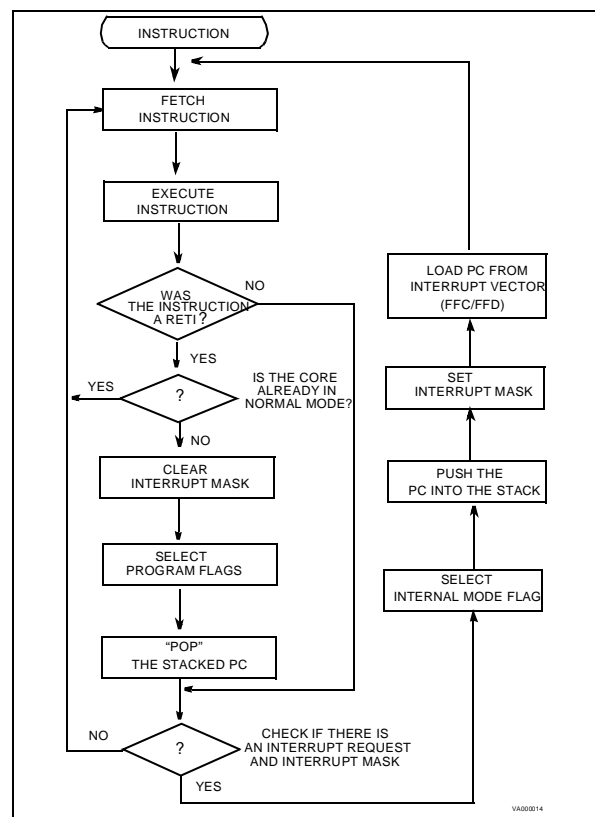 INSTRUCTION
FETCH
INSTRUCTION
EXECUTE
INSTRUCTION
WAS
THE INSTRUCTION
A RETI ?
NO
YES
?
IS THE CORE
ALREADY IN
NORMAL MODE?
YES
NO
CLEAR
INTERRUPT MASK
SELECT
PROGRAM FLAGS
“POP”
THE STACKED PC
?
CHECK IF THERE IS
AN INTERRUPT REQUEST
AND INTERRUPT MASK
NO
YES
SELECT
INTERNAL MODE FLAG
PUSH THE
PC INTO THE STACK
SET
INTERRUPT MASK
LOAD PC FROM
INTERRUPT VECTOR
(FFC/FFD)
VA000014